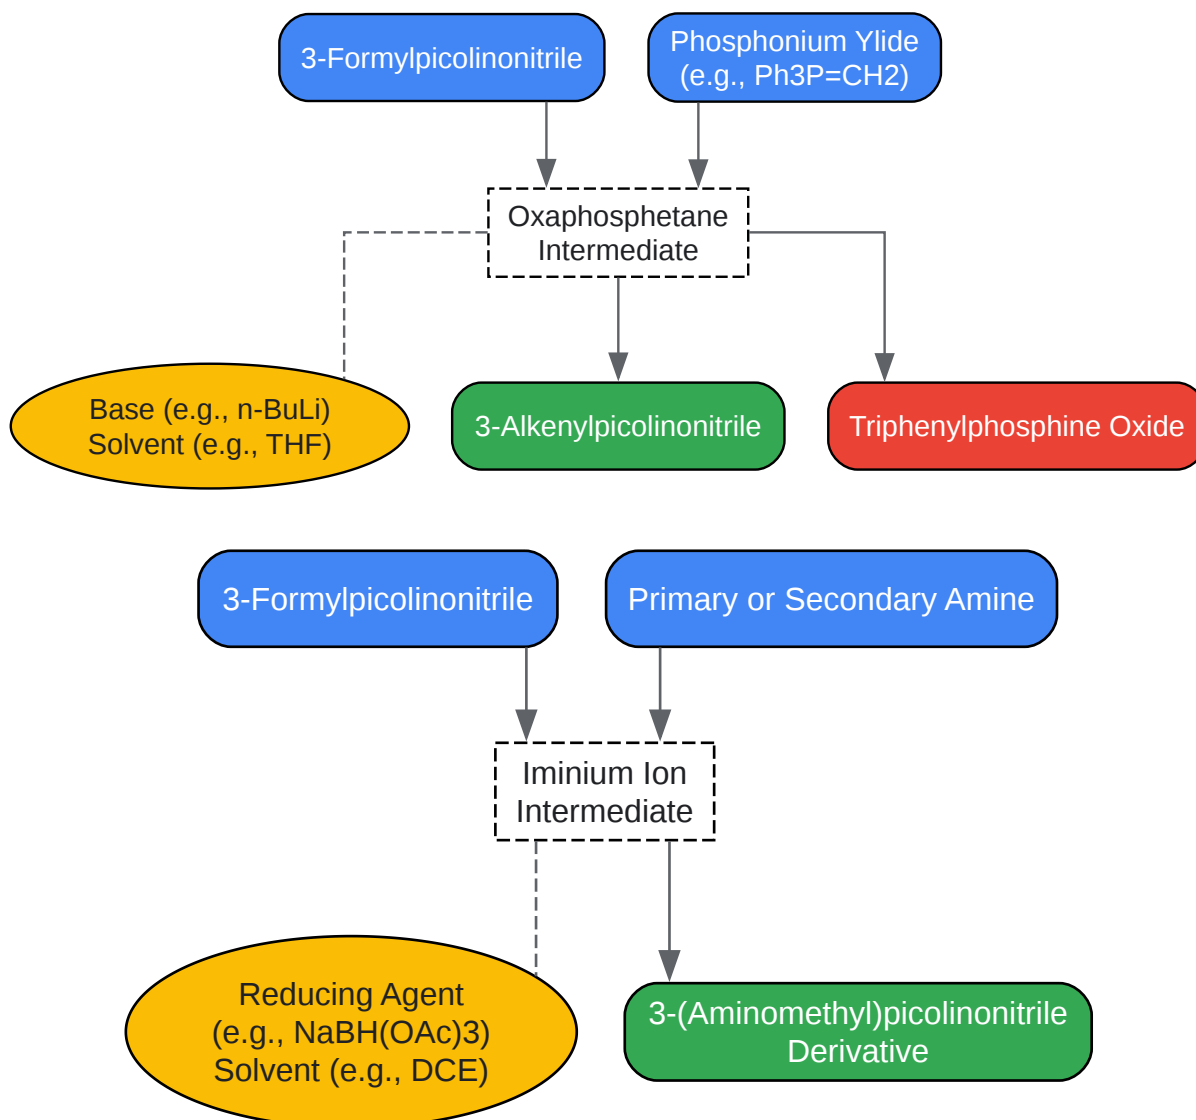 3-Formylpicolinonitrile
Phosphonium Ylide
(e.g., Ph3P=CH2)
Oxaphosphetane
Intermediate
Base (e.g., n-BuLi)
Solvent (e.g., THF)
3-Alkenylpicolinonitrile
Triphenylphosphine Oxide
3-Formylpicolinonitrile
Primary or Secondary Amine
Iminium Ion
Intermediate
Reducing Agent
(e.g., NaBH(OAc)3)
Solvent (e.g., DCE)
3-(Aminomethyl)picolinonitrile
Derivative